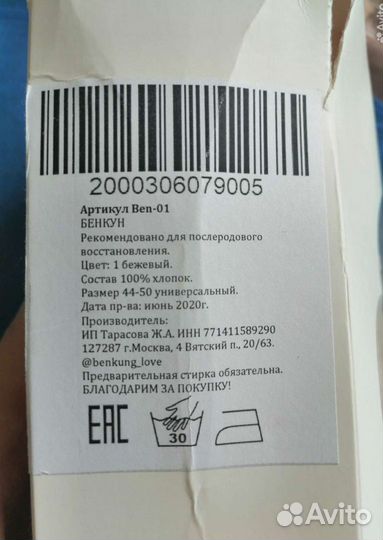 Avito
2000306079005
Артикул Ben-01
БЕНКУН
Рекомендовано для послеродового
восстановления.
Цвет: 1 бежевый.
Состав 100% хлопок.
Размер 44-50 универсальный.
Дата пр-ва: июнь 2020г.
Производитель:
ИП Тарасова Ж.А. ИНН 771411589290
127287 г.Москва, 4 Вятский п., 20/63.
@benkung_love
Предварительная стирка обязательна.
БЛАГОДАРИМ ЗА ПОКУПКУ!
EAC
30
Avito